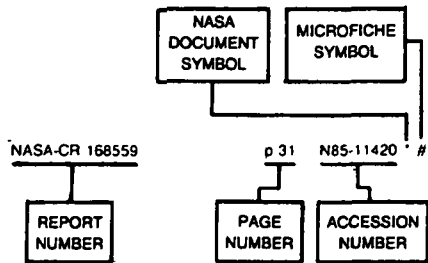 NASA
DOCUMENT
SYMBOL
MICROFICHE
SYMBOL
NASA-CR 168559 p 31 N85-11420 * #
REPORT
NUMBER
PAGE
NUMBER
ACCESSION
NUMBER